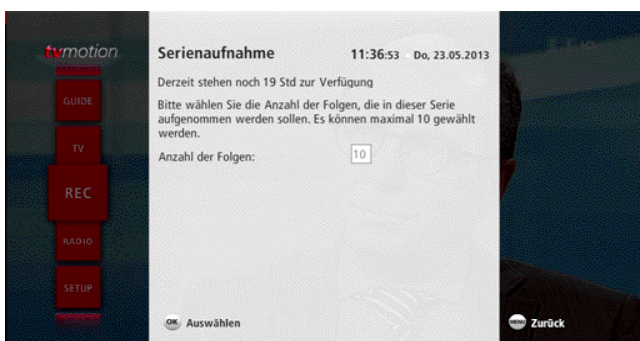 tvmotion
Serienaufnahme 11:36:53 Do, 23.05.2013
Derzeit stehen noch 19 Std zur Verfügung
GUIDE
Bitte wählen Sie die Anzahl der Folgen, die in dieser Serie
aufgenommen werden sollen. Es können maximal 10 gewählt
werden.
TV
Anzahl der Folgen: 10
REC
RADIO
SETUP
OK Auswählen
MENU Zurück